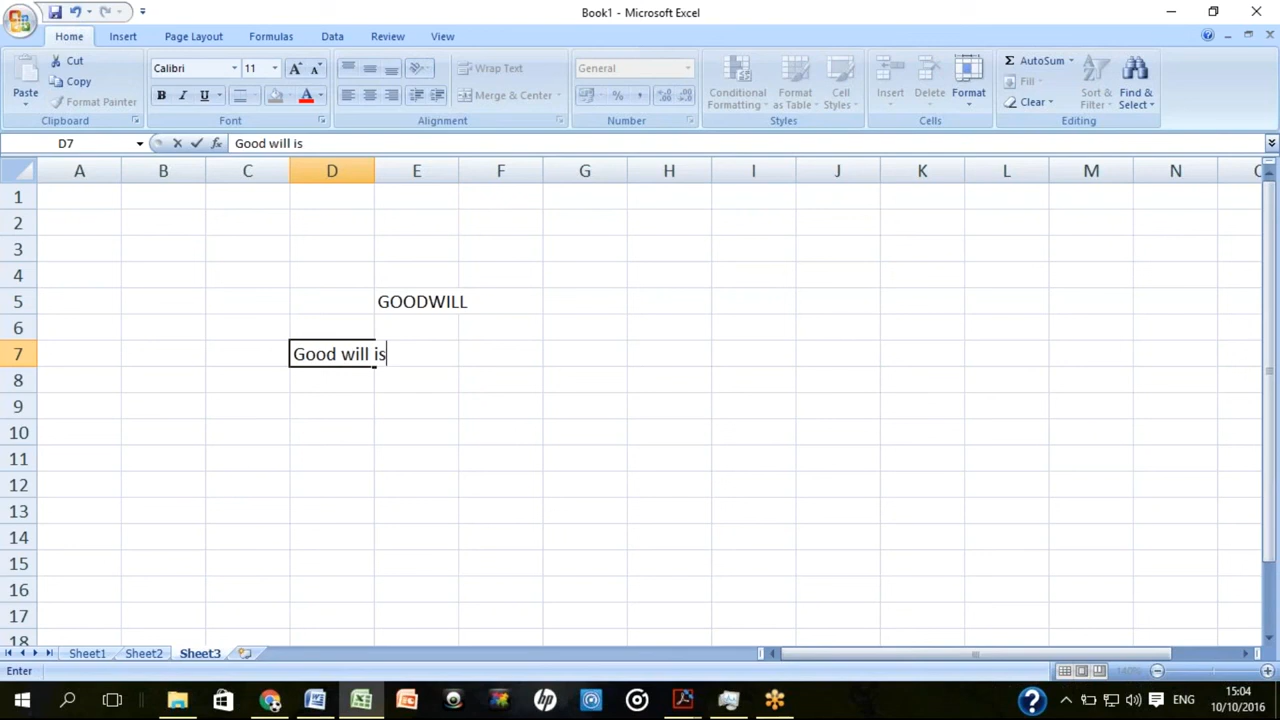 Book1 - Microsoft Excel
Home Insert Page Layout Formulas Data Review View
Paste Cut Copy Format Painter
Calibri 11
B I U A
Wrap Text
Merge & Center
General
% ,
Conditional Formatting
Format as Table
Cell Styles
Insert Delete Format
Σ AutoSum
Fill
Clear
Sort & Filter
Find & Select
Clipboard Font Alignment Number Styles Cells Editing
D7 fx Good will is
A B C D E F G H I J K L M N
1
2
3
4
5 GOODWILL
6
7 Good will is
8
9
10
11
12
13
14
15
16
17
18
Sheet1 Sheet2 Sheet3
Enter
ENG 15:04
10/10/2016